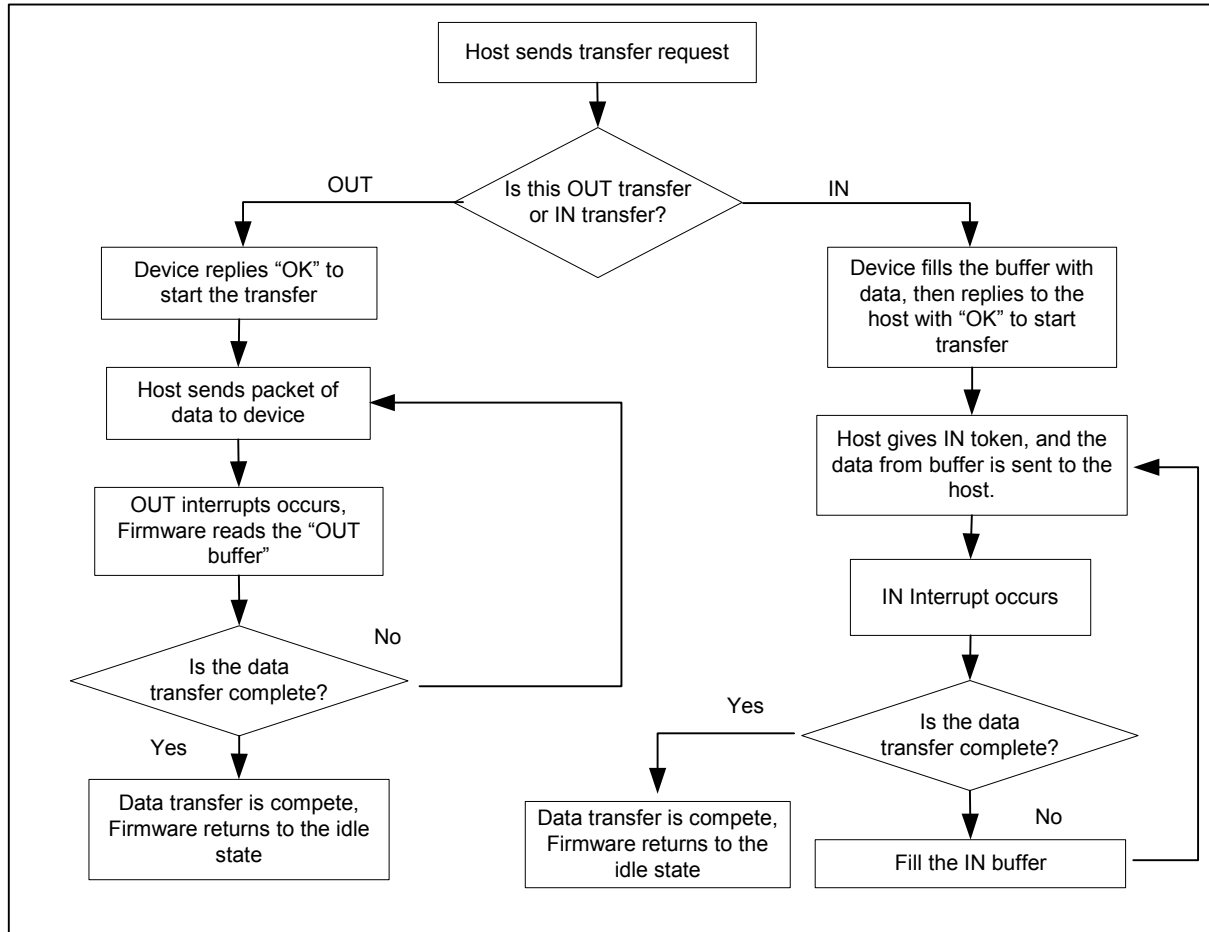 Host sends transfer request
Is this OUT transfer
or IN transfer?
OUT
IN
Device replies “OK” to
start the transfer
Host sends packet of
data to device
OUT interrupts occurs,
Firmware reads the “OUT
buffer”
Is the data
transfer complete?
No
Yes
Data transfer is compete,
Firmware returns to the idle
state
Device fills the buffer with
data, then replies to the
host with “OK” to start
transfer
Host gives IN token, and the
data from buffer is sent to the
host.
IN Interrupt occurs
Is the data
transfer complete?
Yes
Data transfer is compete,
Firmware returns to the
idle state
No
Fill the IN buffer